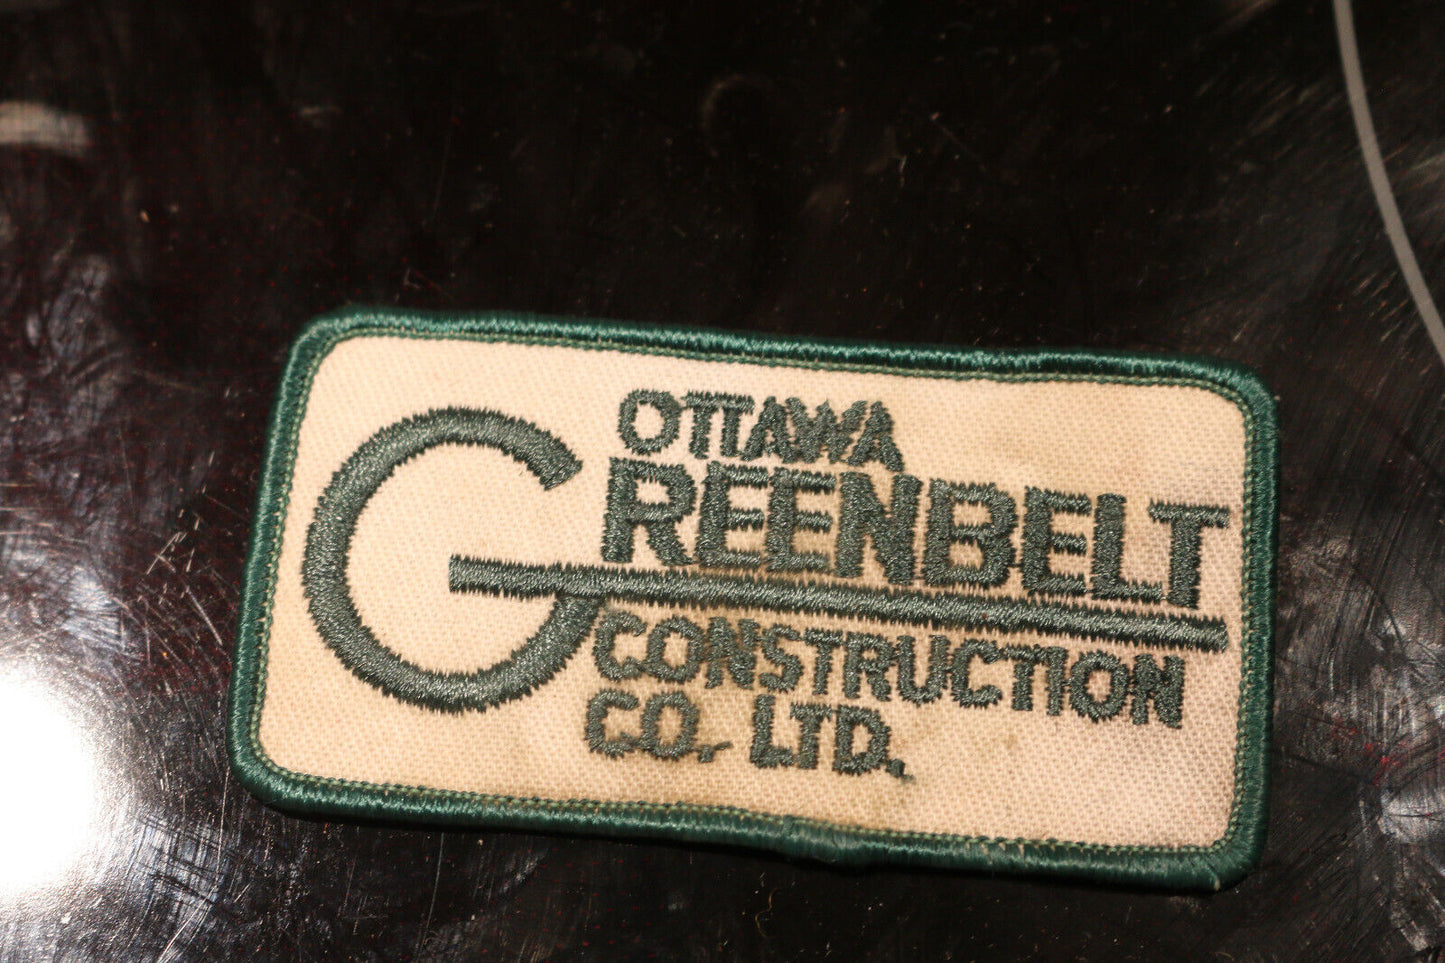 OTTAWA
GREENBELT
CONSTRUCTION
CO. LTD.